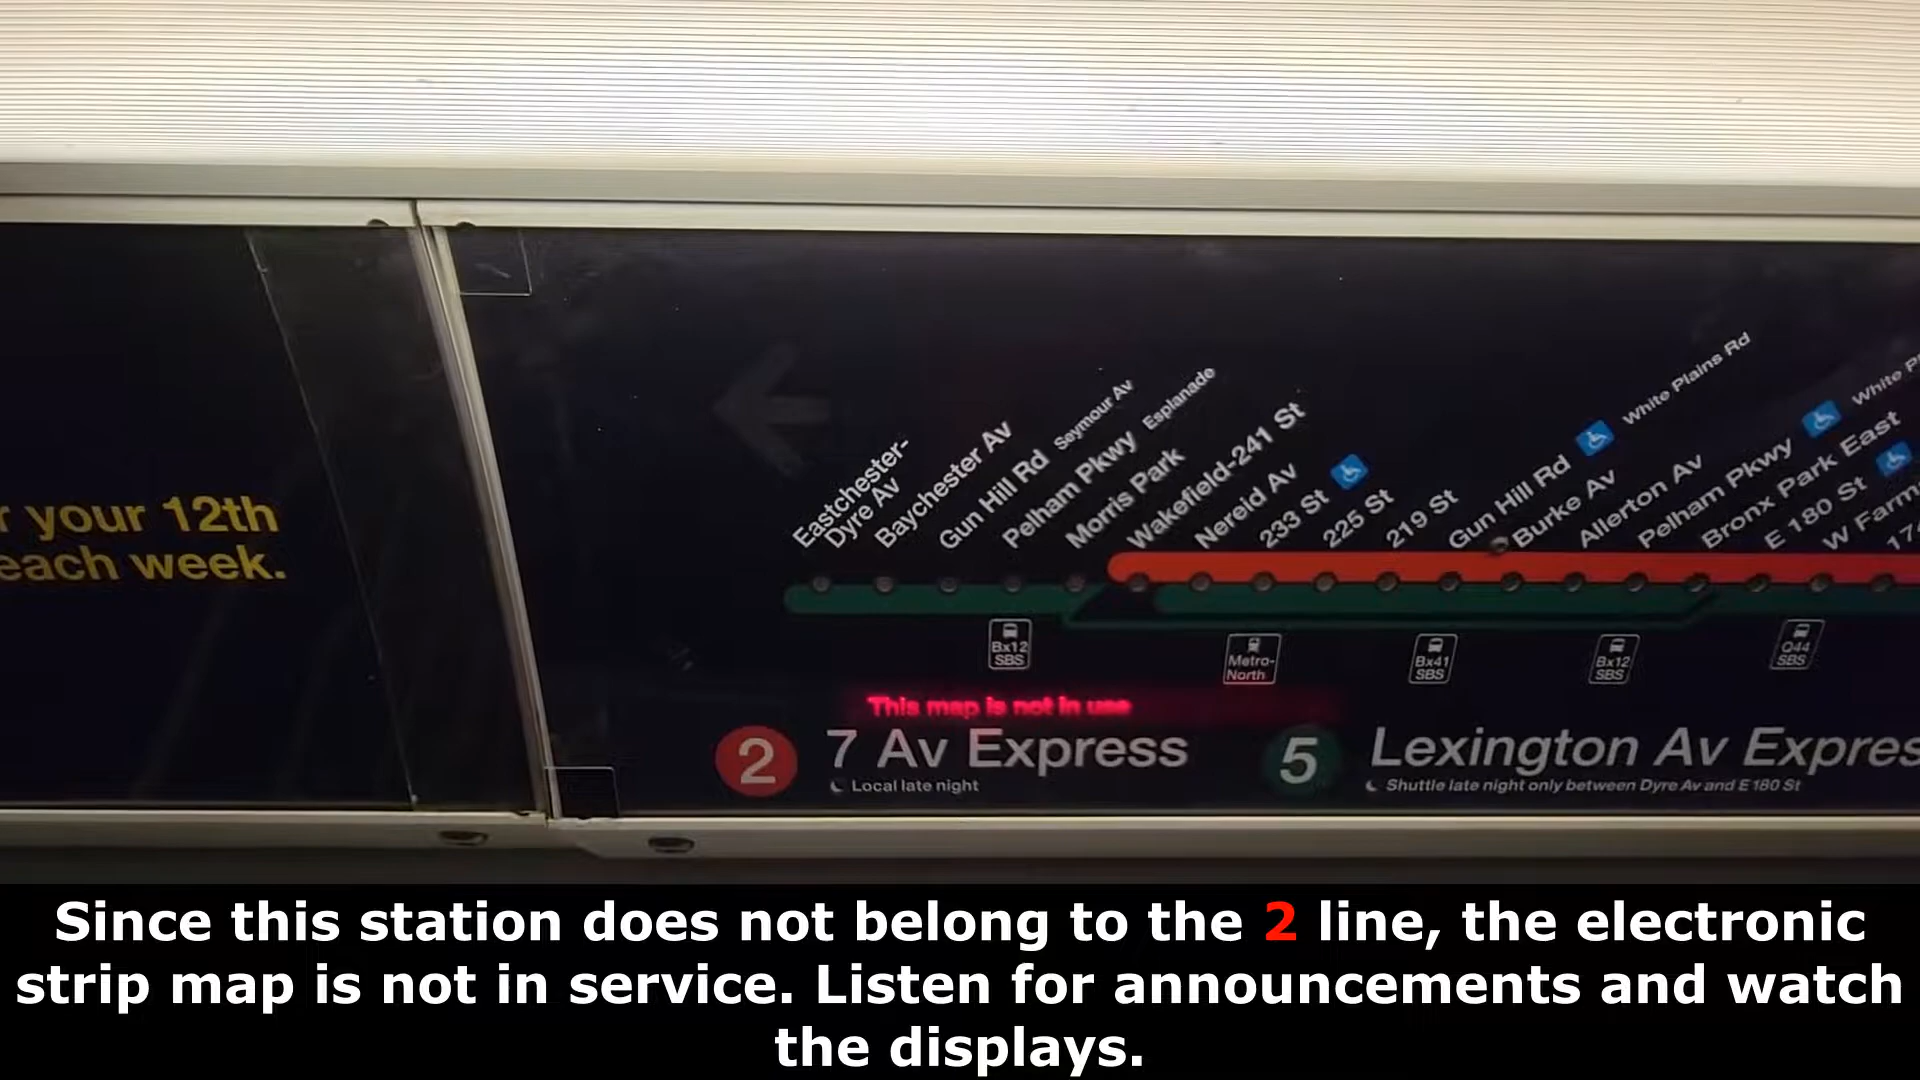 r your 12th
each week.
Eastchester-
Dyre Av
Baychester Av
Gun Hill Rd Seymour Av
Pelham Pkwy Esplanade
Morris Park
Wakefield-241 St
Nereid Av
233 St
225 St
219 St
Gun Hill Rd White Plains Rd
Burke Av
Allerton Av
Pelham Pkwy White P
Bronx Park East
E 180 St
W Farm
174
Bx12
SBS
Metro-
North
Bx41
SBS
Bx12
SBS
Q44
SBS
This map is not in use
2 7 Av Express
Local late night
5 Lexington Av Expres
Shuttle late night only between Dyre Av and E 180 St
Since this station does not belong to the 2 line, the electronic
strip map is not in service. Listen for announcements and watch
the displays.